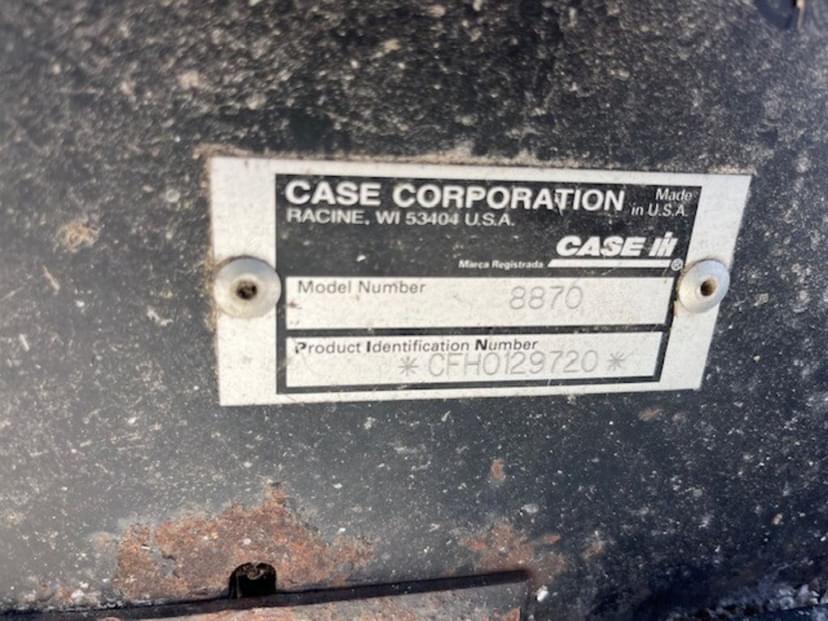 CASE CORPORATION
Made in U.S.A.
RACINE, WI 53404 U.S.A.
CASE IH
Marca Registrada ®
Model Number 8870
Product Identification Number
* CFH0129720 *